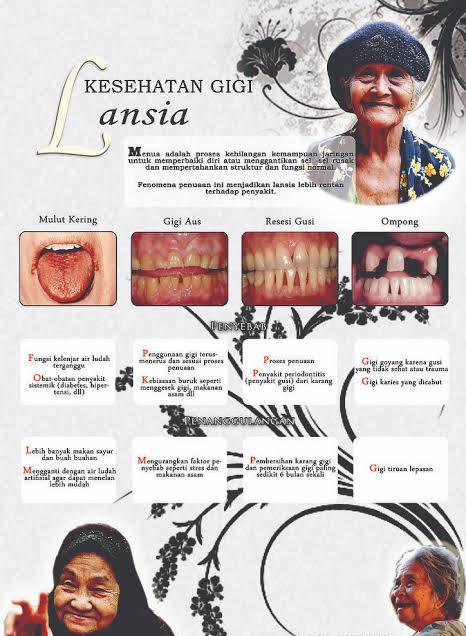 KESEHATAN GIGI
Lansia
Menua adalah proses kehilangan kemampuan jaringan
untuk memperbaiki diri atau menggantikan sel -sel rusak
dan mempertahankan struktur dan fungsi normal
Fenomena penuaan ini menjadikan lansia lebih rentan
terhadap penyakit.
Mulut Kering
Gigi Aus
Resesi Gusi
Ompong
PENYEBAB
Fungsi kelenjar air ludah
terganggu
Obat-obatan penyakit
sistemik (diabetes, hiper-
tensi, dll)
Penggunaan gigi terus-
menerus dan sesuai proses
penuaan
Kebiasaan buruk seperti
menggesek gigi, makanan
asam dll
Proses penuaan
Penyakit periodontitis
(penyakit gusi) dari karang
gigi
Gigi goyang karena gusi
yang tidak sehat atau trauma
Gigi karies yang dicabut
PENANGGULANGAN
Lebih banyak makan sayur
dan buah buahan
Mengganti dengan air ludah
artifisial agar dapat menelan
lebih mudah
Mengurangkan faktor pe-
nyebab seperti stres dan
makanan asam
Pembersihan karang gigi
dan pemeriksaan gigi paling
sedikit 6 bulan sekali
Gigi tiruan lepasan